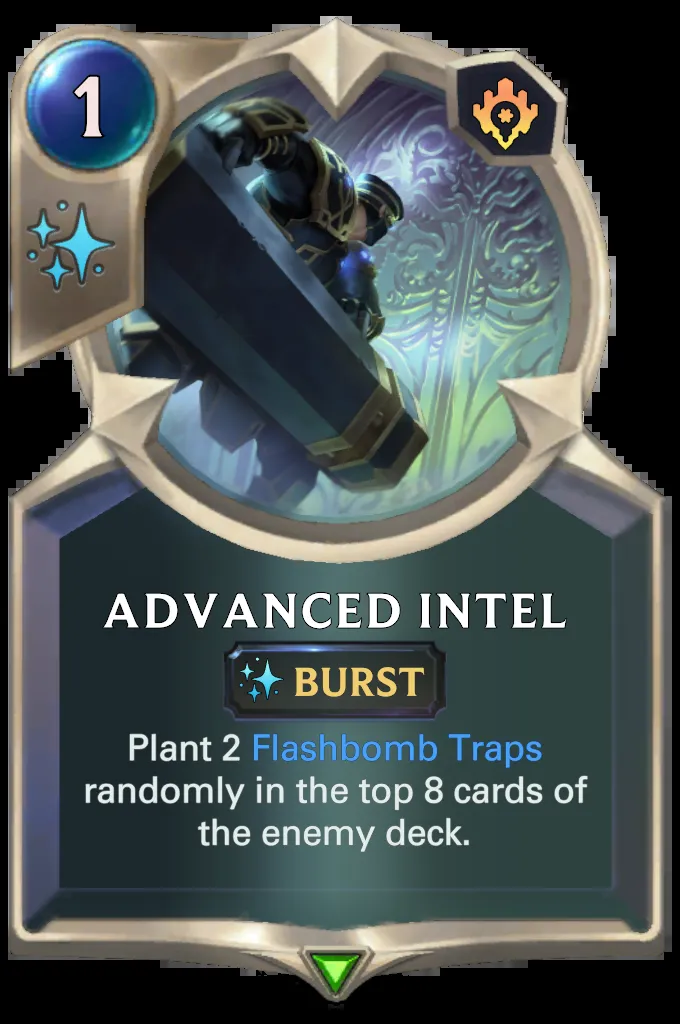 1
ADVANCED INTEL
BURST
Plant 2 Flashbomb Traps
randomly in the top 8 cards of
the enemy deck.